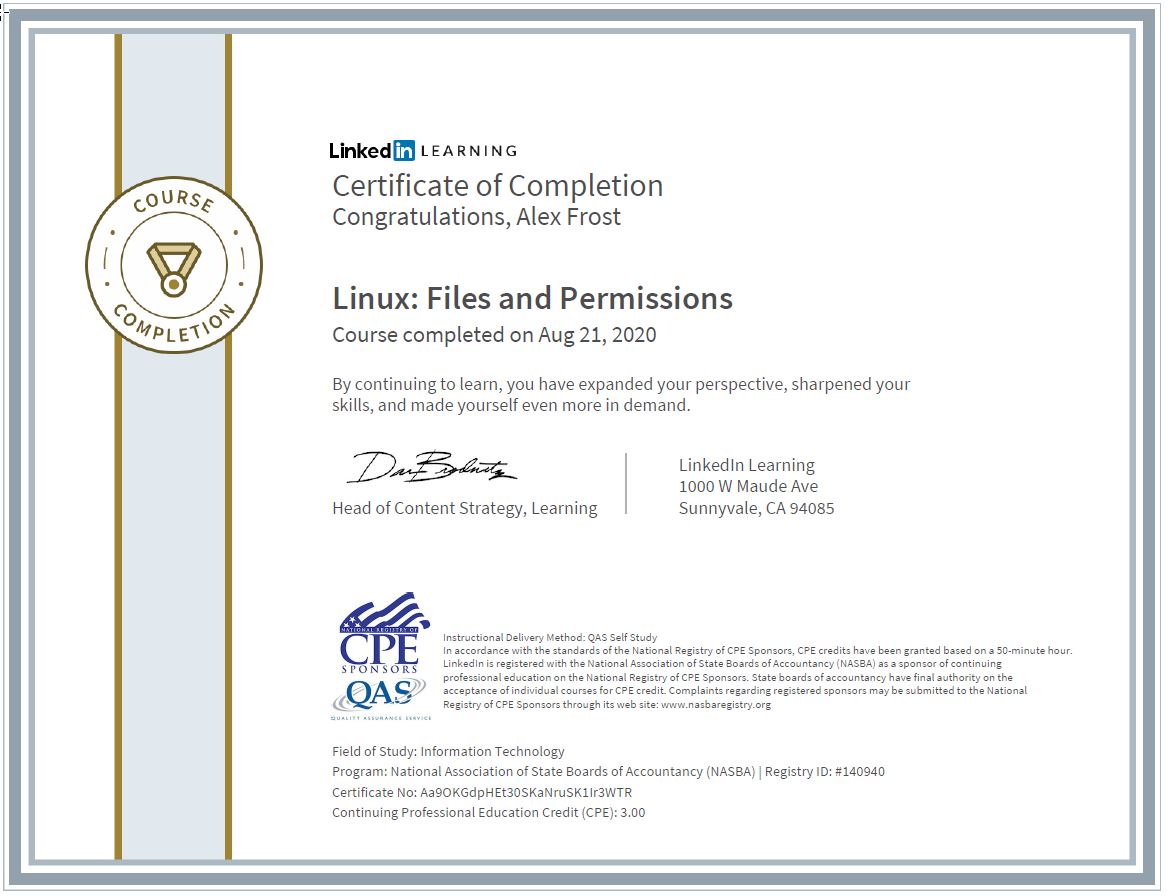 COURSE
COMPLETION
Linked in LEARNING
Certificate of Completion
Congratulations, Alex Frost
Linux: Files and Permissions
Course completed on Aug 21, 2020
By continuing to learn, you have expanded your perspective, sharpened your
skills, and made yourself even more in demand.
Head of Content Strategy, Learning
LinkedIn Learning
1000 W Maude Ave
Sunnyvale, CA 94085
NATIONAL REGISTRY OF
CPE
SPONSORS
QAS
QUALITY ASSURANCE SERVICE
Instructional Delivery Method: QAS Self Study
In accordance with the standards of the National Registry of CPE Sponsors, CPE credits have been granted based on a 50-minute hour.
LinkedIn is registered with the National Association of State Boards of Accountancy (NASBA) as a sponsor of continuing
professional education on the National Registry of CPE Sponsors. State boards of accountancy have final authority on the
acceptance of individual courses for CPE credit. Complaints regarding registered sponsors may be submitted to the National
Registry of CPE Sponsors through its web site: www.nasbaregistry.org
Field of Study: Information Technology
Program: National Association of State Boards of Accountancy (NASBA) | Registry ID: #140940
Certificate No: Aa9OKGdpHEt30SKaNruSK1Ir3WTR
Continuing Professional Education Credit (CPE): 3.00